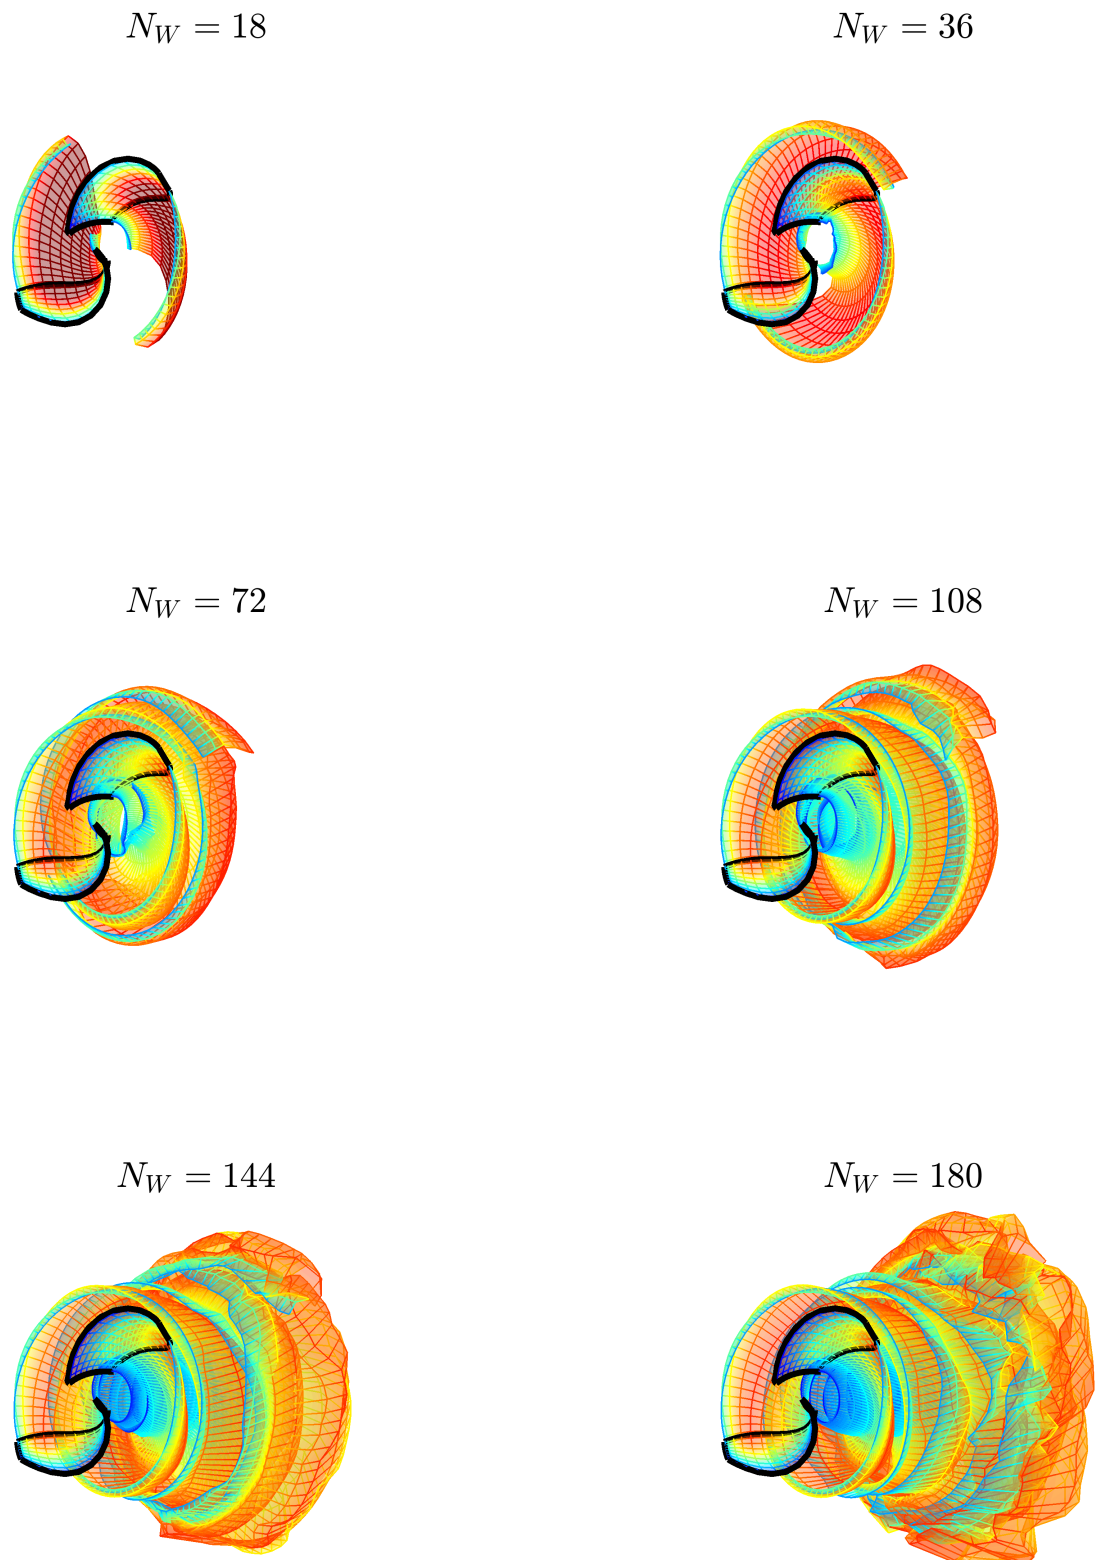 N_W = 18
N_W = 36
N_W = 72
N_W = 108
N_W = 144
N_W = 180